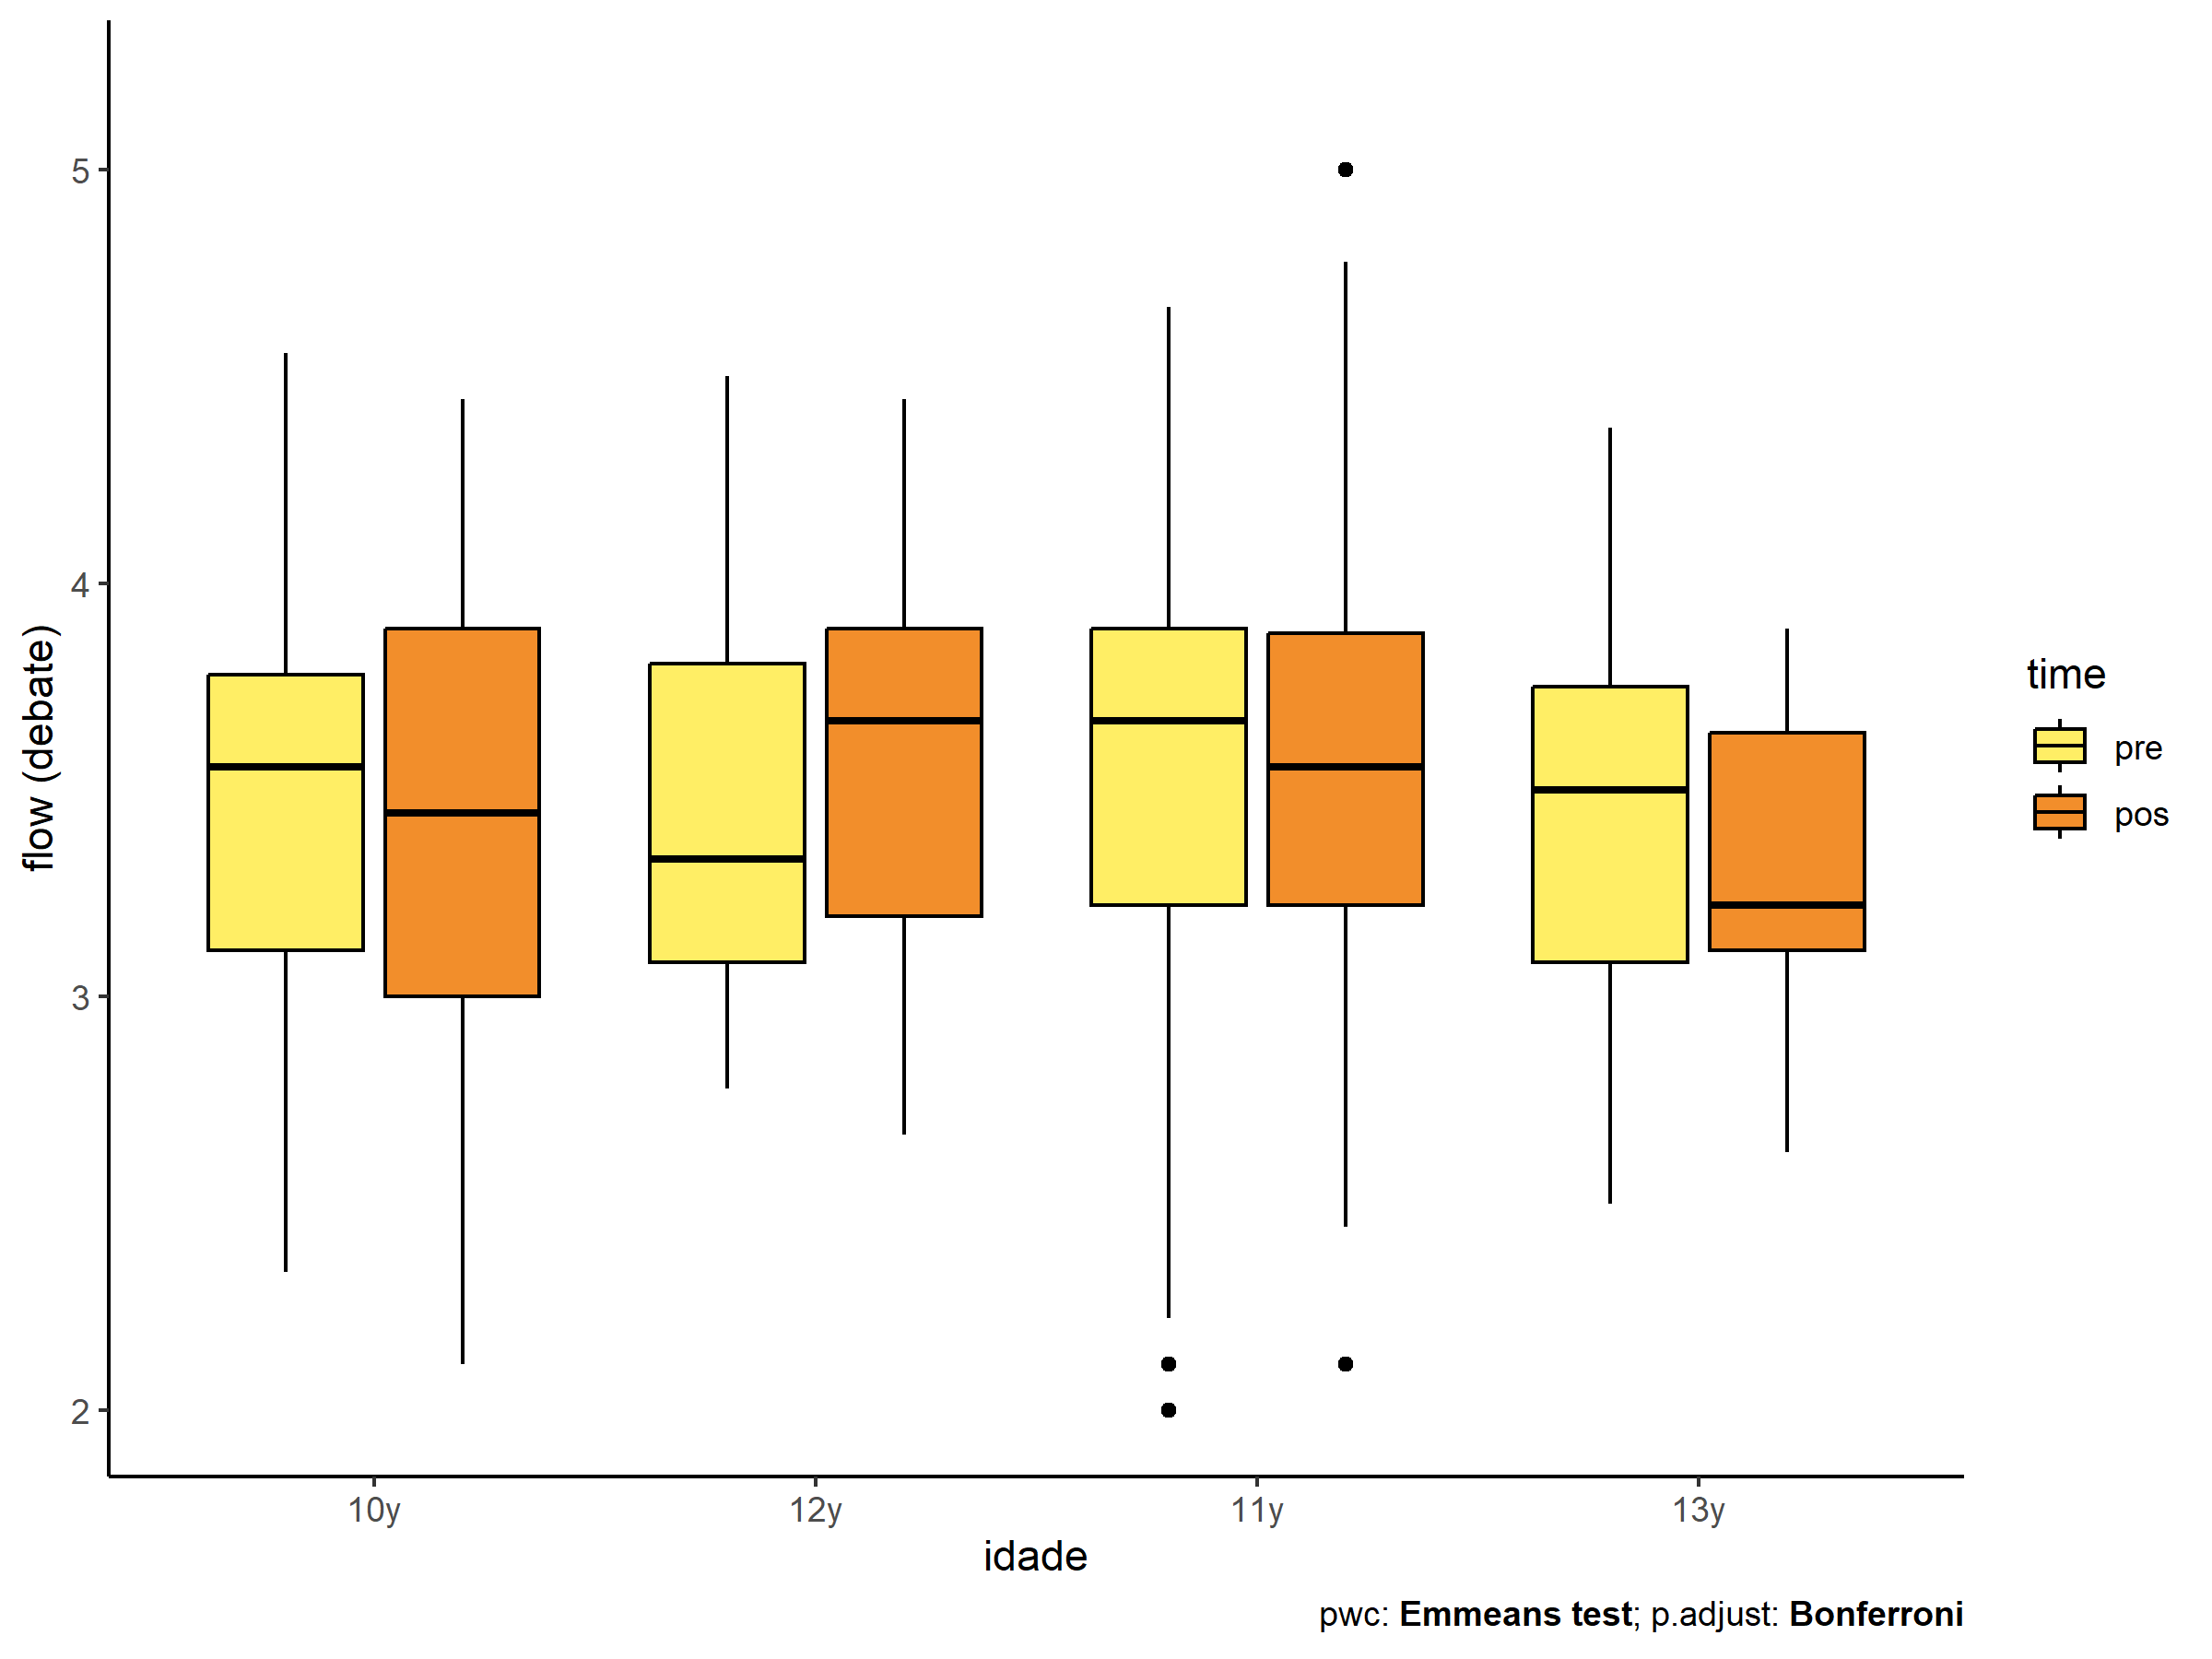 flow (debate)
5
4
3
2
10y
12y
11y
13y
idade
time
pre
pos
pwc: Emmeans test; p.adjust: Bonferroni